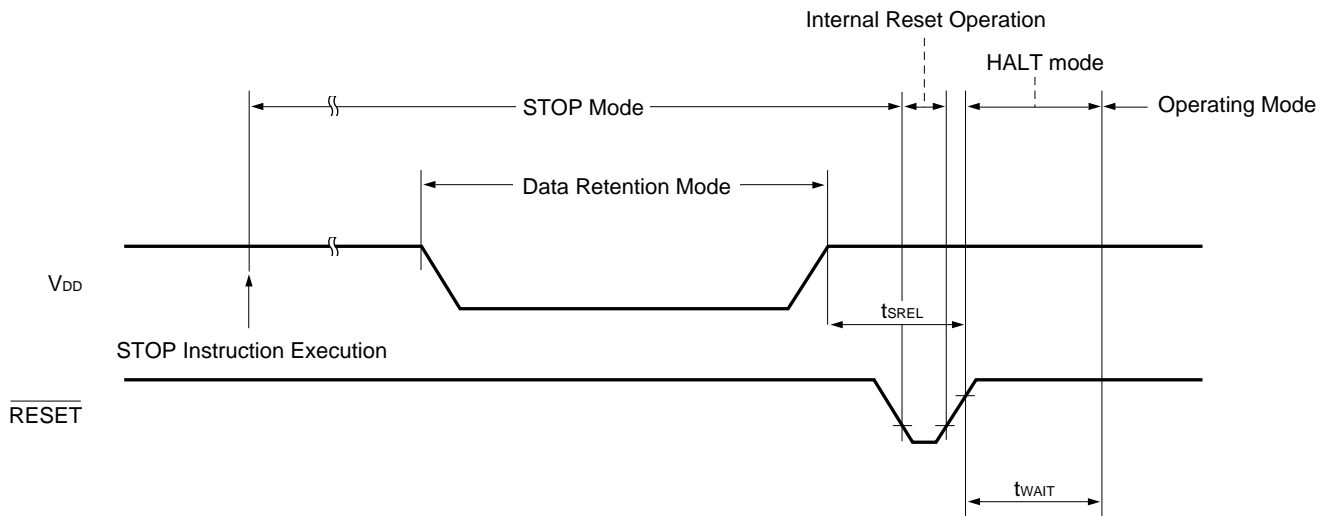 Internal Reset Operation
HALT mode
STOP Mode
Operating Mode
Data Retention Mode
VDD
tSREL
STOP Instruction Execution
RESET
tWAIT